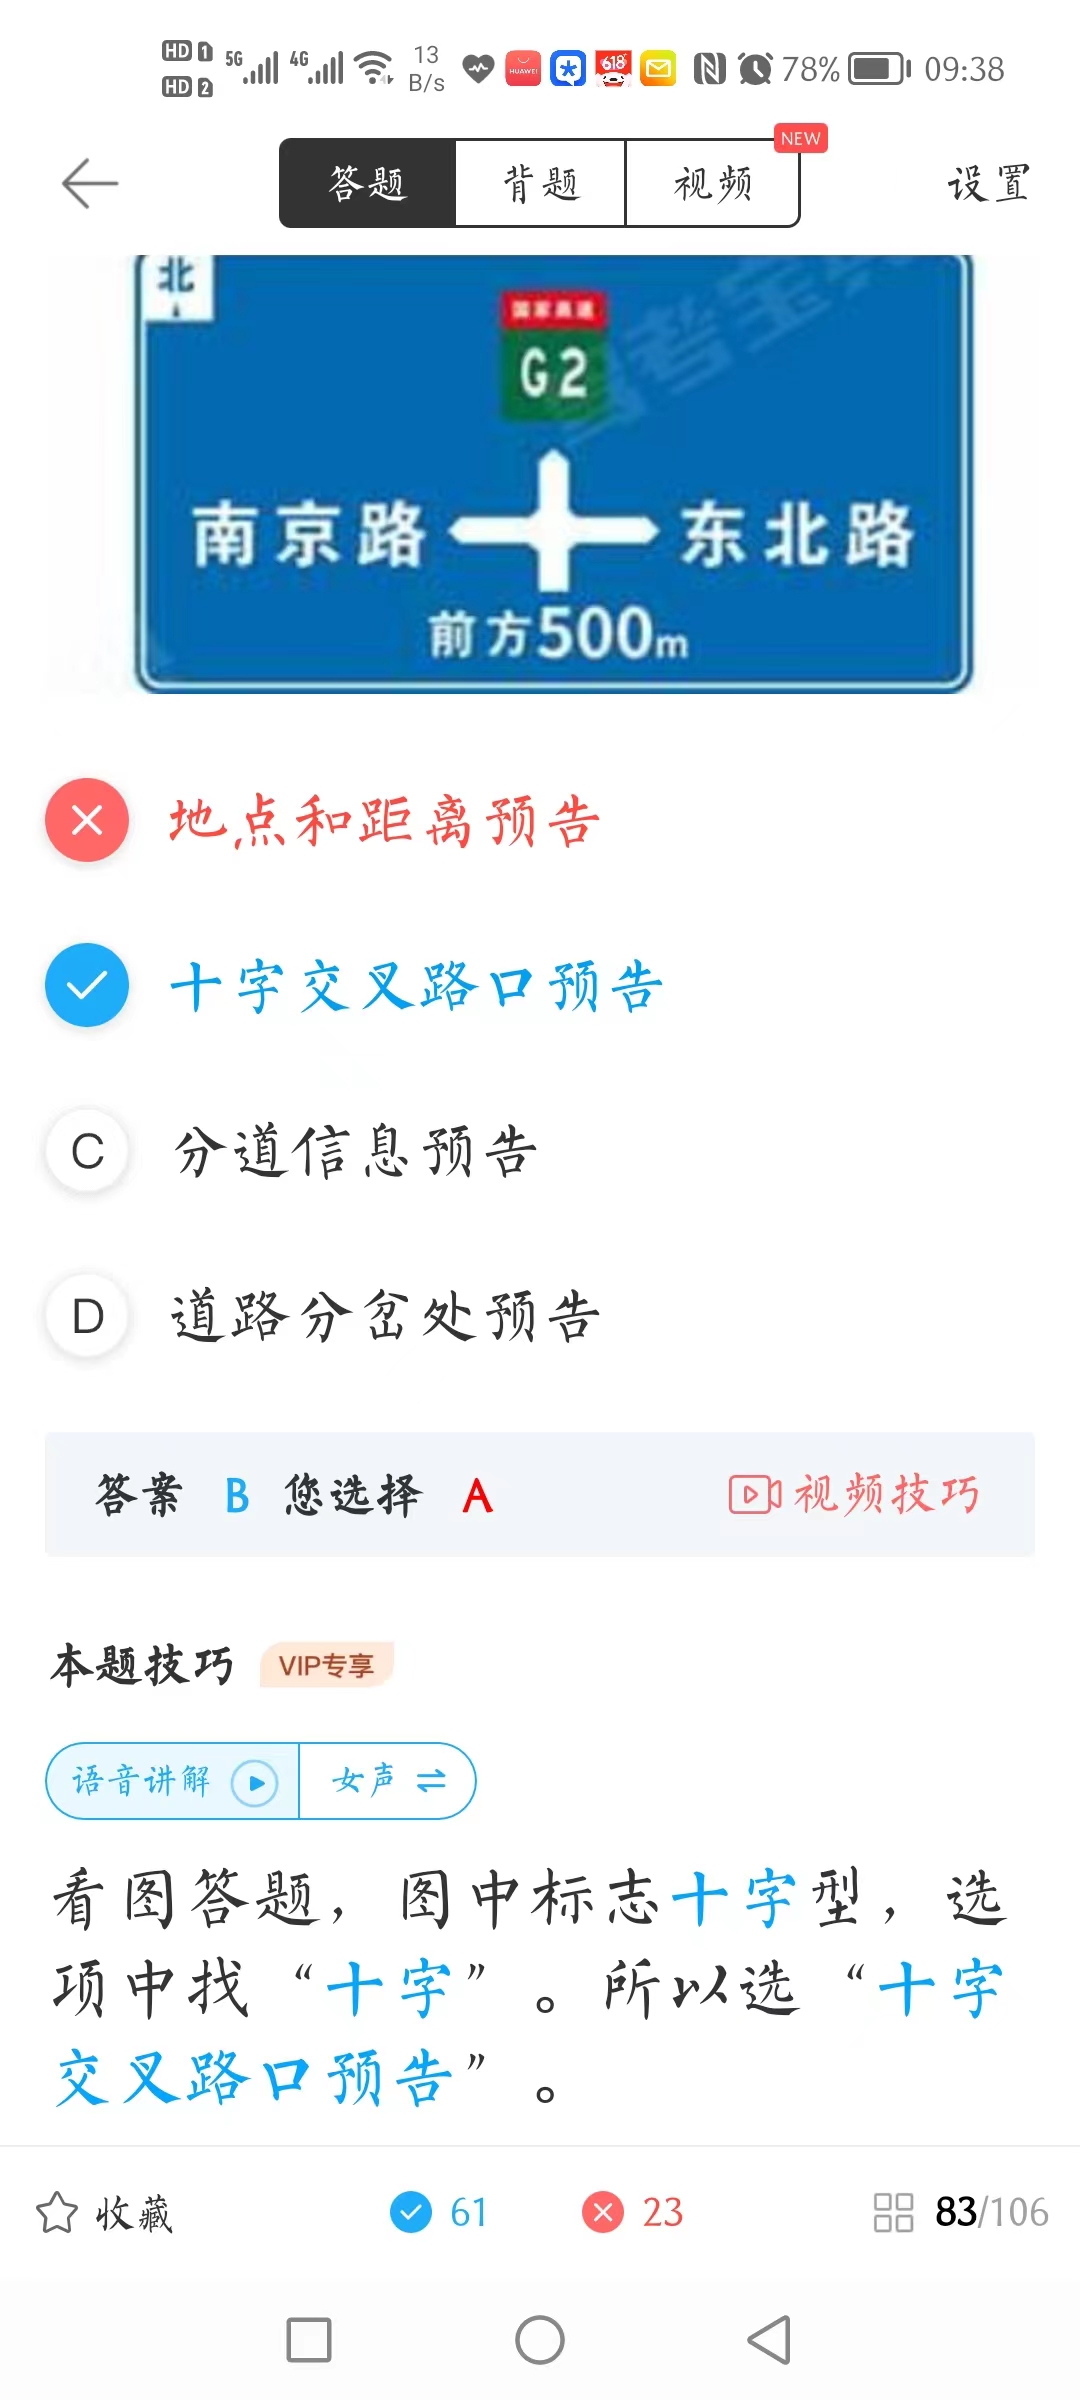 HD 1 5G 4G 13 HUAWEI 618 78% 09:38
HD 2 B/s
NEW
答题 背题 视频 设置
北
国家高速
G2
南京路 东北路
前方500m
地点和距离预告
十字交叉路口预告
C 分道信息预告
D 道路分岔处预告
答案 B 您选择 A 视频技巧
本题技巧 VIP专享
语音讲解 女声
看图答题，图中标志十字型，选
项中找“十字”。所以选“十字
交叉路口预告”。
收藏 61 23 83/106